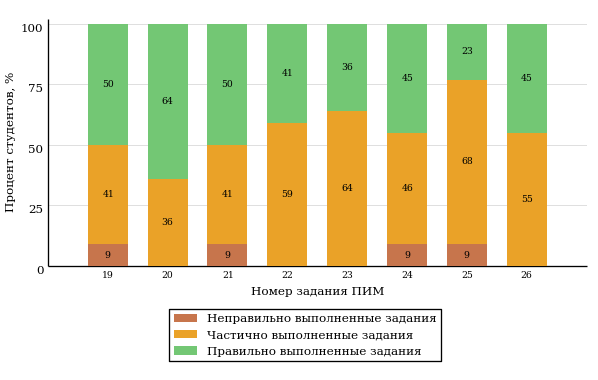 Процент студентов, %
100
75
50
25
0
50 64 50 41 36 45 23 45
41 36 41 59 64 46 68 55
9 9 9 9
19 20 21 22 23 24 25 26
Номер задания ПИМ
Неправильно выполненные задания
Частично выполненные задания
Правильно выполненные задания